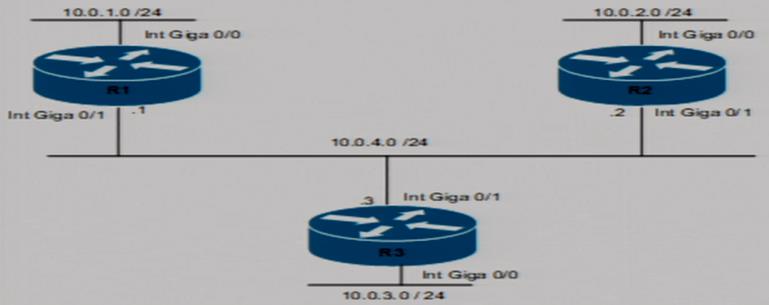 10.0.1.0 /24
10.0.2.0 /24
Int Giga 0/0
Int Giga 0/0
R1
R2
Int Giga 0/1
.1
.2
Int Giga 0/1
10.0.4.0 /24
.3
Int Giga 0/1
R3
Int Giga 0/0
10.0.3.0 / 24